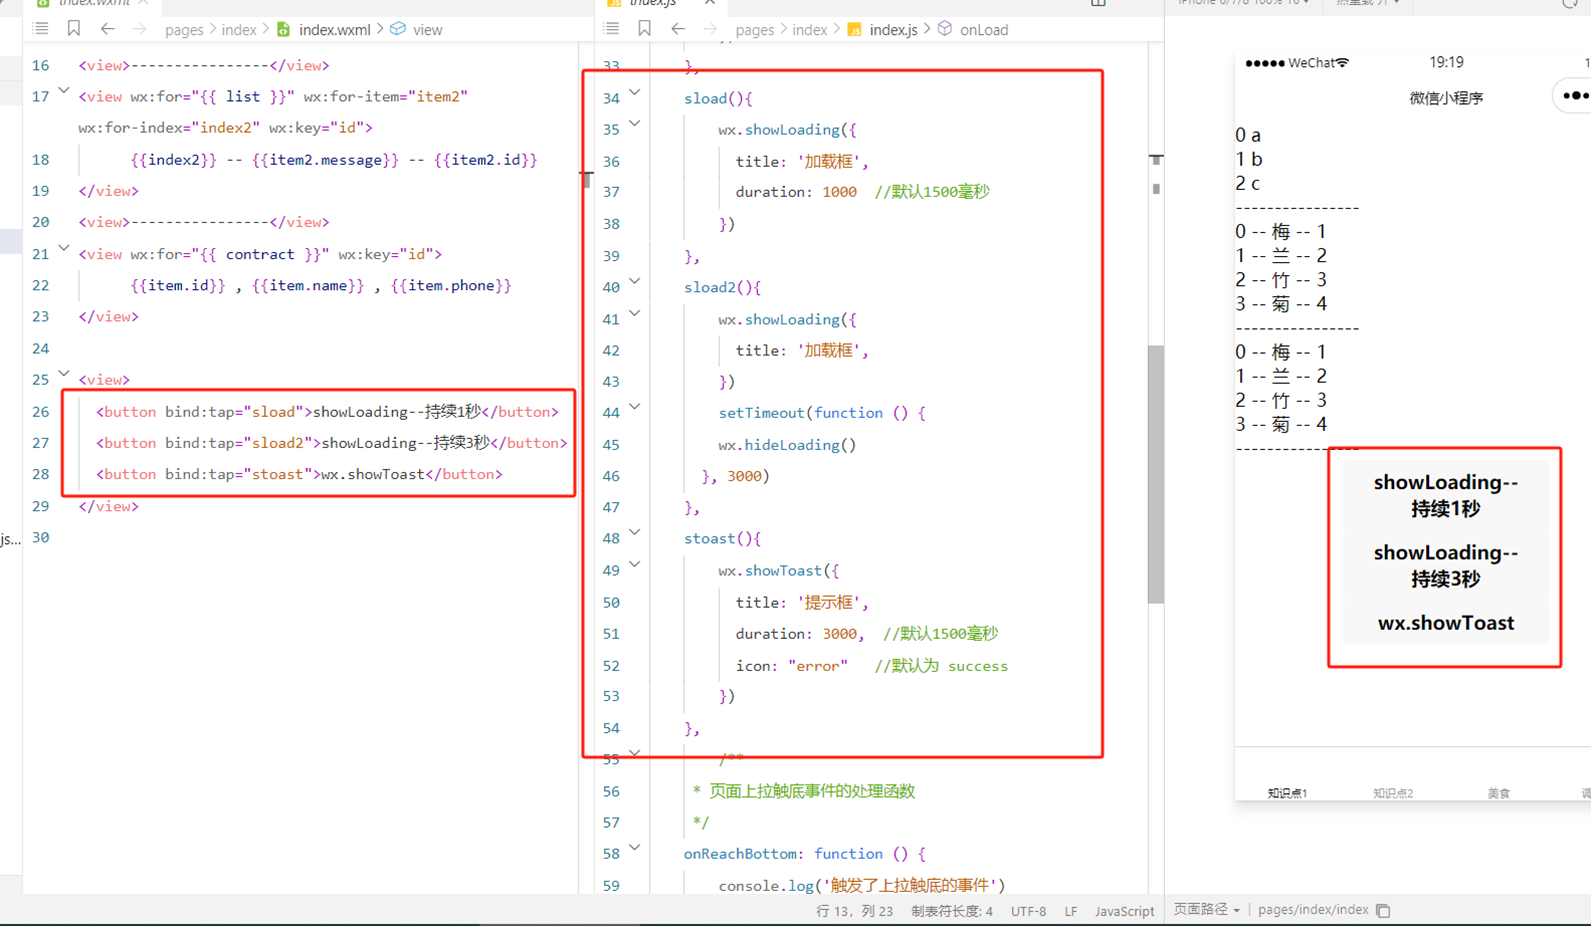 index.wxml
pages > index > index.wxml > view
16 <view>----------------</view>
17 <view wx:for="{{ list }}" wx:for-item="item2"
wx:for-index="index2" wx:key="id">
18 {{index2}} -- {{item2.message}} -- {{item2.id}}
19 </view>
20 <view>----------------</view>
21 <view wx:for="{{ contract }}" wx:key="id">
22 {{item.id}} , {{item.name}} , {{item.phone}}
23 </view>
24
25 <view>
26 <button bind:tap="sload">showLoading--持续1秒</button>
27 <button bind:tap="sload2">showLoading--持续3秒</button>
28 <button bind:tap="stoast">wx.showToast</button>
29 </view>
30
js...
index.js
pages > index > index.js > onLoad
33 },
34 sload(){
35 wx.showLoading({
36 title: '加载框',
37 duration: 1000 //默认1500毫秒
38 })
39 },
40 sload2(){
41 wx.showLoading({
42 title: '加载框',
43 })
44 setTimeout(function () {
45 wx.hideLoading()
46 }, 3000)
47 },
48 stoast(){
49 wx.showToast({
50 title: '提示框',
51 duration: 3000, //默认1500毫秒
52 icon: "error" //默认为 success
53 })
54 },
55 /**
56 * 页面上拉触底事件的处理函数
57 */
58 onReachBottom: function () {
59 console.log('触发了上拉触底的事件')
行 13，列 23 制表符长度: 4 UTF-8 LF JavaScript
WeChat 19:19 1
微信小程序
0 a
1 b
2 c
----------------
0 -- 梅 -- 1
1 -- 兰 -- 2
2 -- 竹 -- 3
3 -- 菊 -- 4
----------------
0 -- 梅 -- 1
1 -- 兰 -- 2
2 -- 竹 -- 3
3 -- 菊 -- 4
----------------
showLoading--
持续1秒
showLoading--
持续3秒
wx.showToast
知识点1 知识点2 美食
页面路径 | pages/index/index